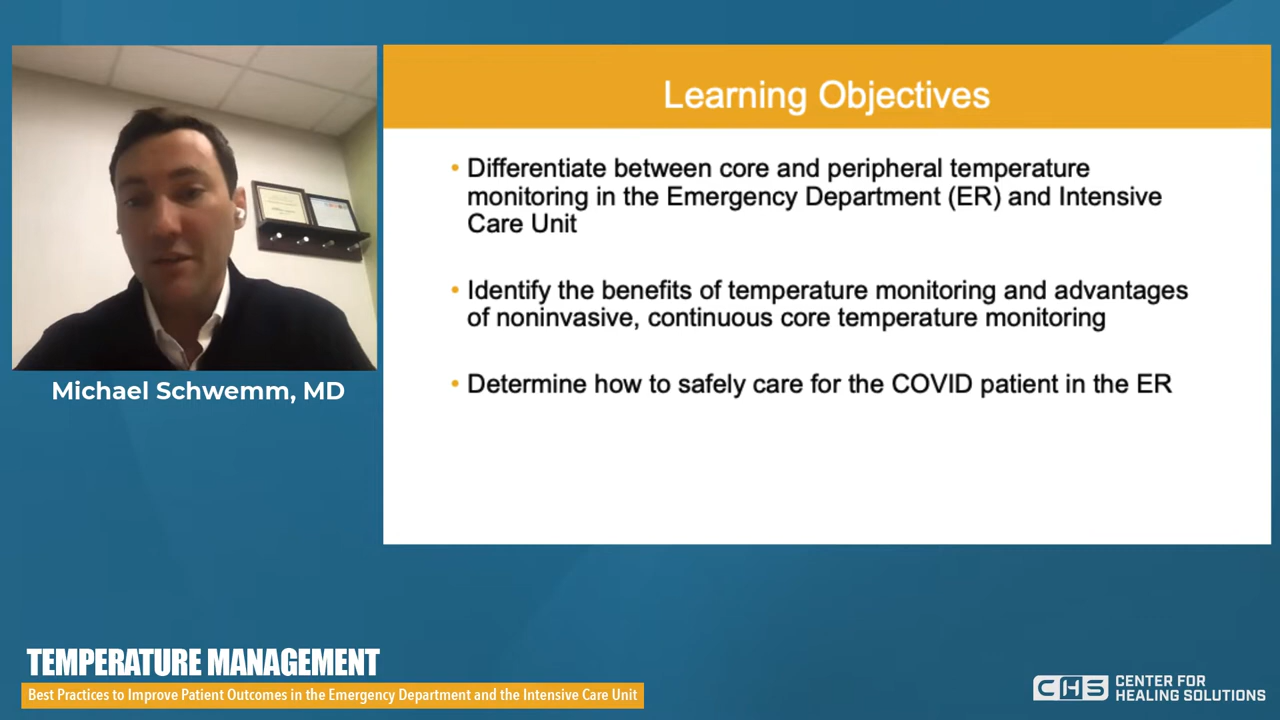 Learning Objectives
• Differentiate between core and peripheral temperature
monitoring in the Emergency Department (ER) and Intensive
Care Unit
• Identify the benefits of temperature monitoring and advantages
of noninvasive, continuous core temperature monitoring
• Determine how to safely care for the COVID patient in the ER
Michael Schwemm, MD
TEMPERATURE MANAGEMENT
Best Practices to Improve Patient Outcomes in the Emergency Department and the Intensive Care Unit
CHS
CENTER FOR
HEALING SOLUTIONS